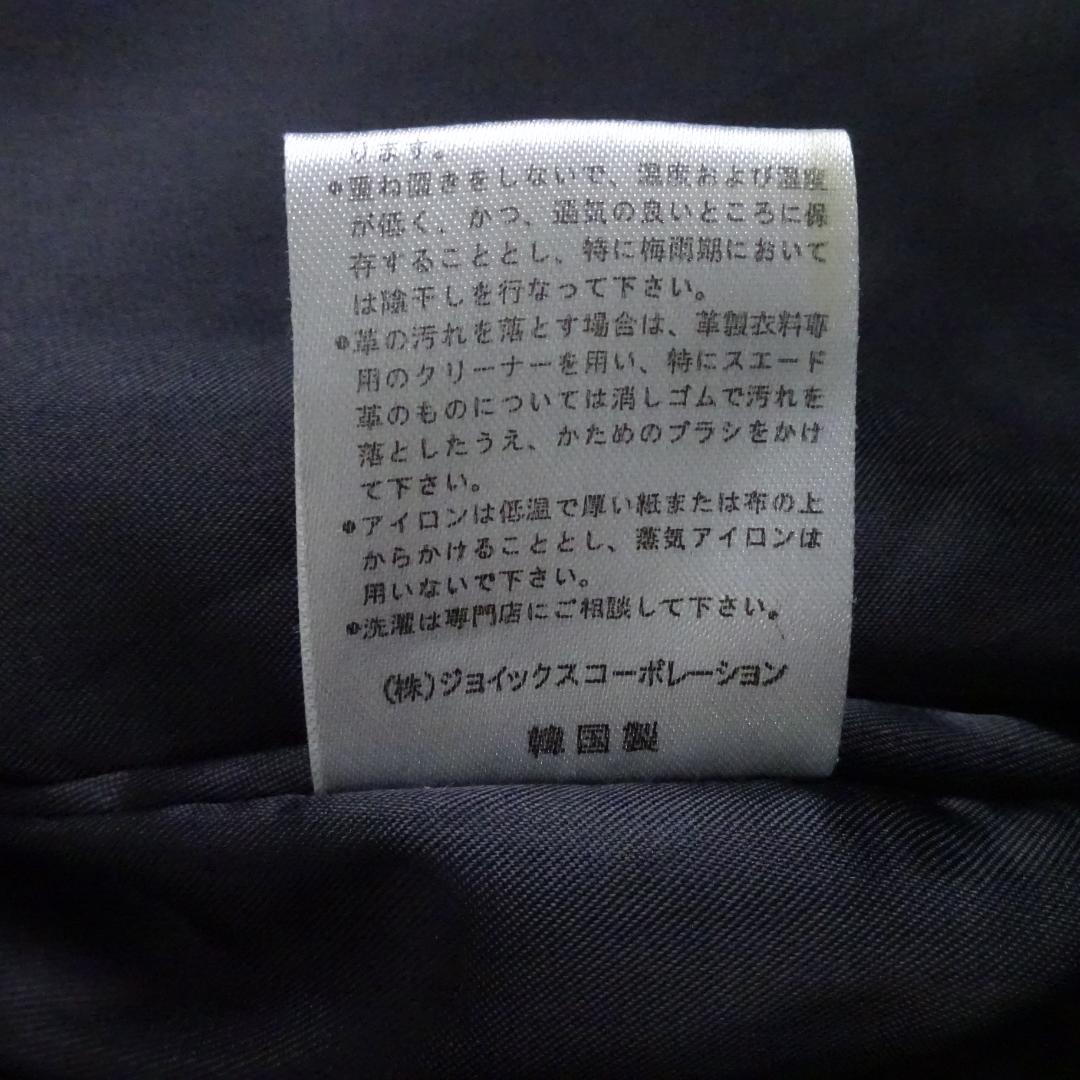 ります。
●重ね置きをしないで、温度および湿度
が低く、かつ、通気の良いところに保
存することとし、特に梅雨期において
は陰干しを行なって下さい。
●革の汚れを落とす場合は、革製衣料専
用のクリーナーを用い、特にスエード
革のものについては消しゴムで汚れを
落としたうえ、かためのブラシをかけ
て下さい。
●アイロンは低温で厚い紙または布の上
からかけることとし、蒸気アイロンは
用いないで下さい。
●洗濯は専門店にご相談して下さい。
(株)ジョイックスコーポレーション
韓国製